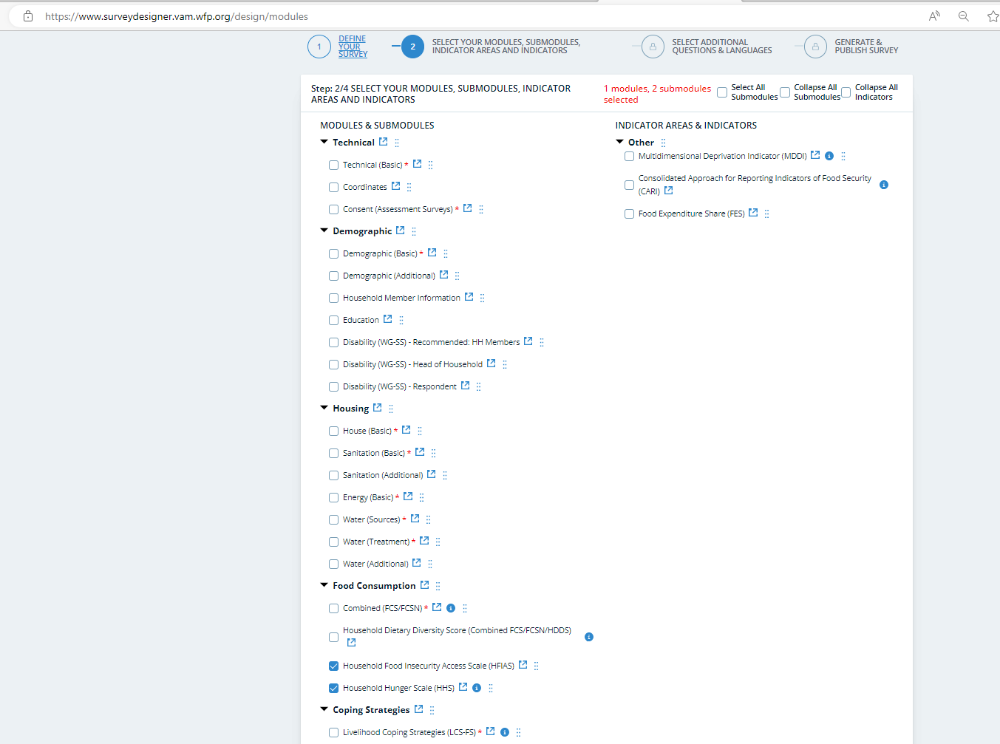 https://www.surveydesigner.vam.wfp.org/design/modules
1
DEFINE
YOUR
SURVEY
2
SELECT YOUR MODULES, SUBMODULES,
INDICATOR AREAS AND INDICATORS
SELECT ADDITIONAL
QUESTIONS & LANGUAGES
GENERATE &
PUBLISH SURVEY
Step: 2/4 SELECT YOUR MODULES, SUBMODULES, INDICATOR
AREAS AND INDICATORS
1 modules, 2 submodules
selected
Select All
Submodules
Collapse All
Submodules
Collapse All
Indicators
MODULES & SUBMODULES
Technical
Technical (Basic) *
Coordinates
Consent (Assessment Surveys) *
Demographic
Demographic (Basic) *
Demographic (Additional)
Household Member Information
Education
Disability (WG-SS) - Recommended: HH Members
Disability (WG-SS) - Head of Household
Disability (WG-SS) - Respondent
Housing
House (Basic) *
Sanitation (Basic) *
Sanitation (Additional)
Energy (Basic) *
Water (Sources) *
Water (Treatment) *
Water (Additional)
Food Consumption
Combined (FCS/FCSN) *
Household Dietary Diversity Score (Combined FCS/FCSN/HDDS)
Household Food Insecurity Access Scale (HFIAS)
Household Hunger Scale (HHS)
Coping Strategies
Livelihood Coping Strategies (LCS-FS) *
INDICATOR AREAS & INDICATORS
Other
Multidimensional Deprivation Indicator (MDDI)
Consolidated Approach for Reporting Indicators of Food Security
(CARI)
Food Expenditure Share (FES)